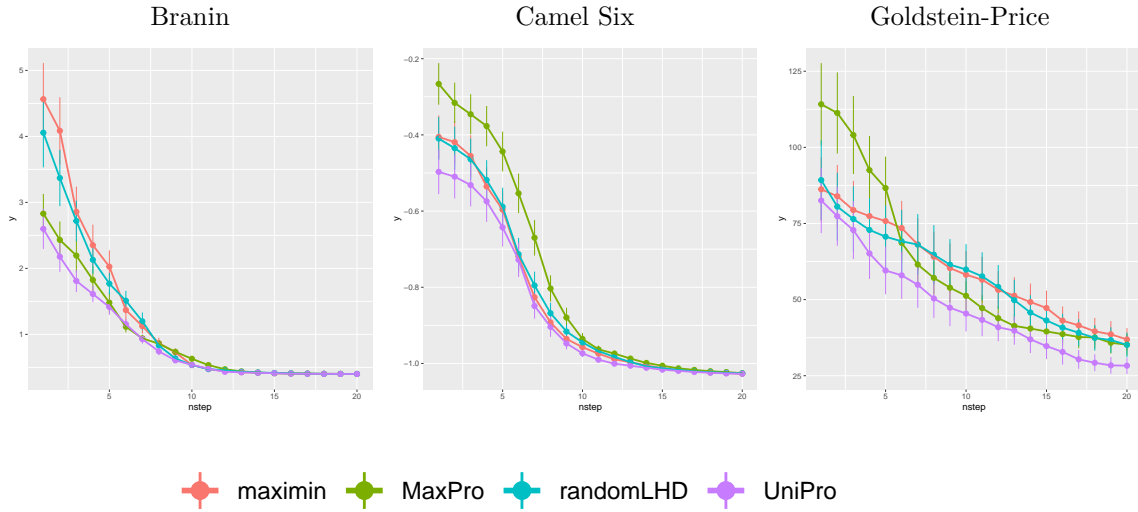 Branin
Camel Six
Goldstein-Price
5
4
3
2
1
y
5
10
15
20
nstep
−0.2
−0.4
−0.6
−0.8
−1.0
y
5
10
15
20
nstep
125
100
75
50
25
y
5
10
15
20
nstep
maximin
MaxPro
randomLHD
UniPro